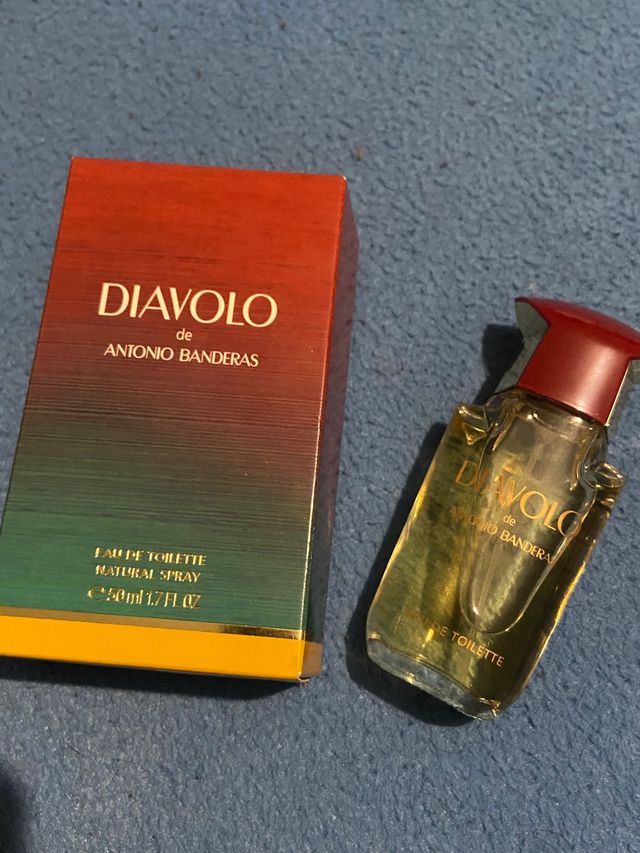 DIAVOLO
de
ANTONIO BANDERAS
EAU DE TOILETTE
NATURAL SPRAY
℮ 50 ml 1.7 FL OZ
DIAVOLO
de
ANTONIO BANDERAS
EAU DE TOILETTE